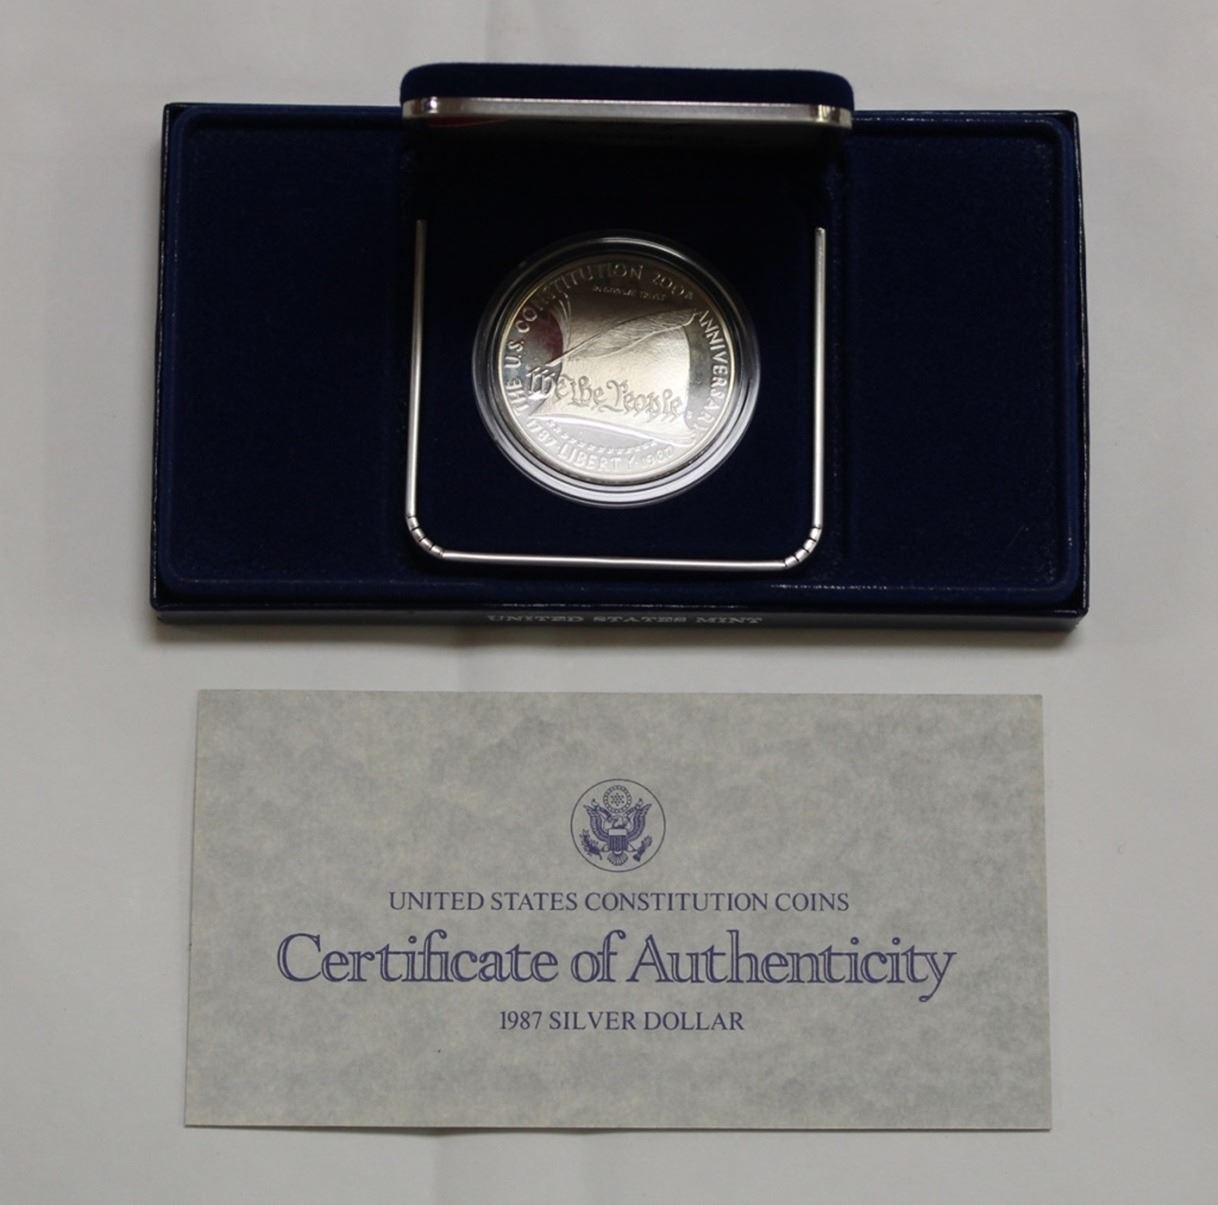 THE U.S. CONSTITUTION 200th ANNIVERSARY
IN GOD WE TRUST
We the People
1787 LIBERTY 1987
UNITED STATES MINT
UNITED STATES CONSTITUTION COINS
Certificate of Authenticity
1987 SILVER DOLLAR